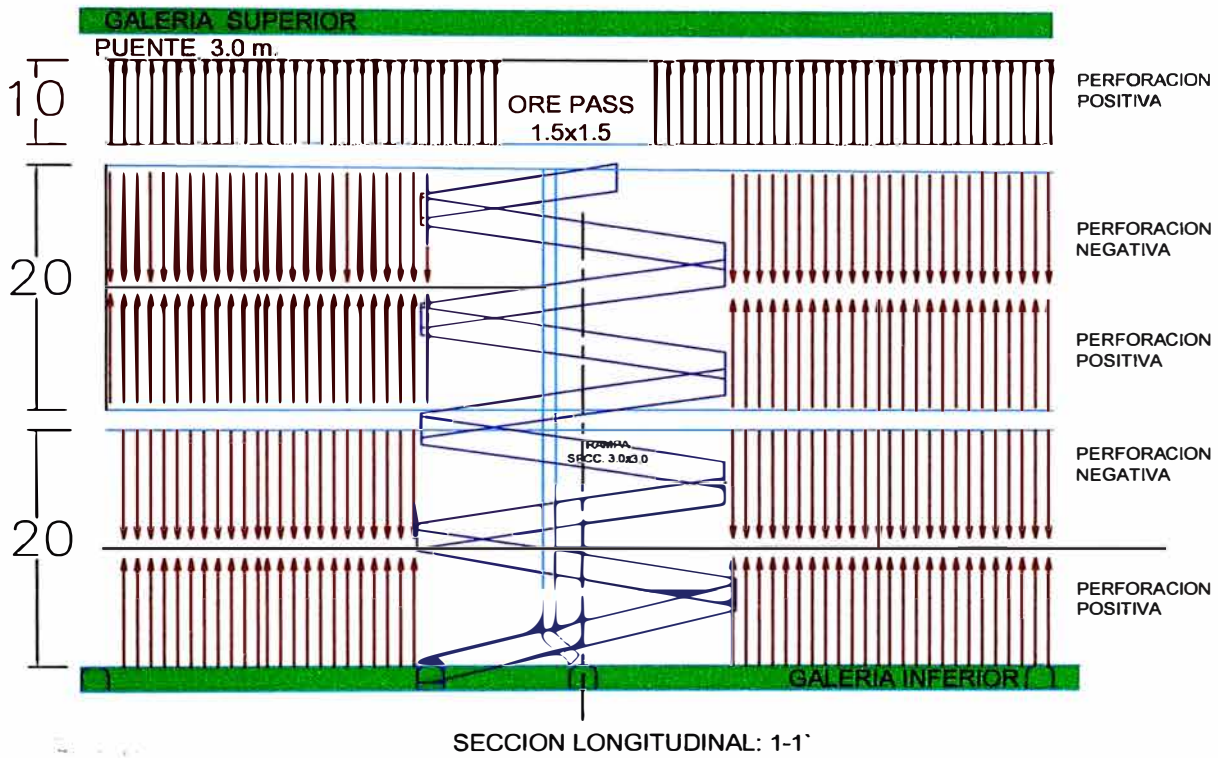 GALERIA SUPERIOR
PUENTE 3.0 m.
10
ORE PASS
1.5x1.5
PERFORACION
POSITIVA
20
PERFORACION
NEGATIVA
PERFORACION
POSITIVA
RAMPA
SECC. 3.0x3.0
PERFORACION
NEGATIVA
20
PERFORACION
POSITIVA
GALERIA INFERIOR
SECCION LONGITUDINAL: 1-1'